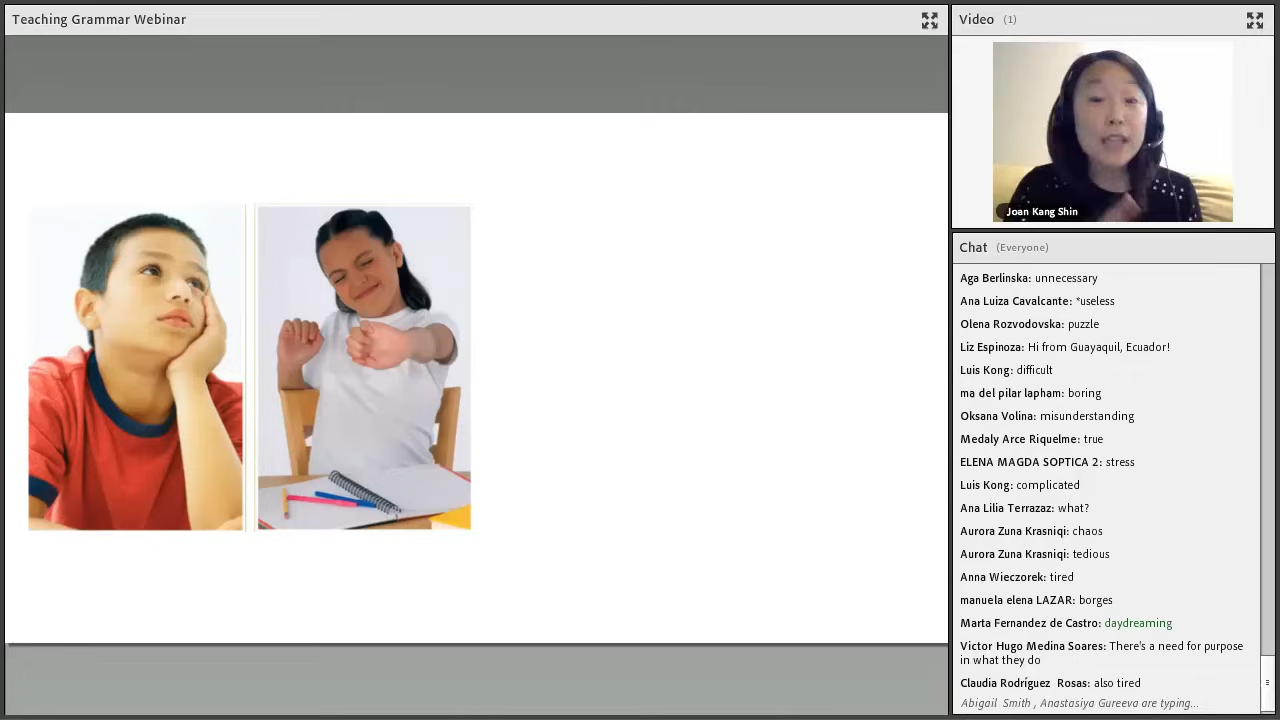 Teaching Grammar Webinar
Video (1)
Joan Kang Shin
Chat (Everyone)
Aga Berlinska: unnecessary
Ana Luiza Cavalcante: *useless
Olena Rozvodovska: puzzle
Liz Espinoza: Hi from Guayaquil, Ecuador!
Luis Kong: difficult
ma del pilar lapham: boring
Oksana Volina: misunderstanding
Medaly Arce Riquelme: true
ELENA MAGDA SOPTICA 2: stress
Luis Kong: complicated
Ana Lilia Terrazaz: what?
Aurora Zuna Krasniqi: chaos
Aurora Zuna Krasniqi: tedious
Anna Wieczorek: tired
manuela elena LAZAR: borges
Marta Fernandez de Castro: daydreaming
Victor Hugo Medina Soares: There's a need for purpose
in what they do
Claudia Rodríguez Rosas: also tired
Abigail Smith , Anastasiya Gureeva are typing...